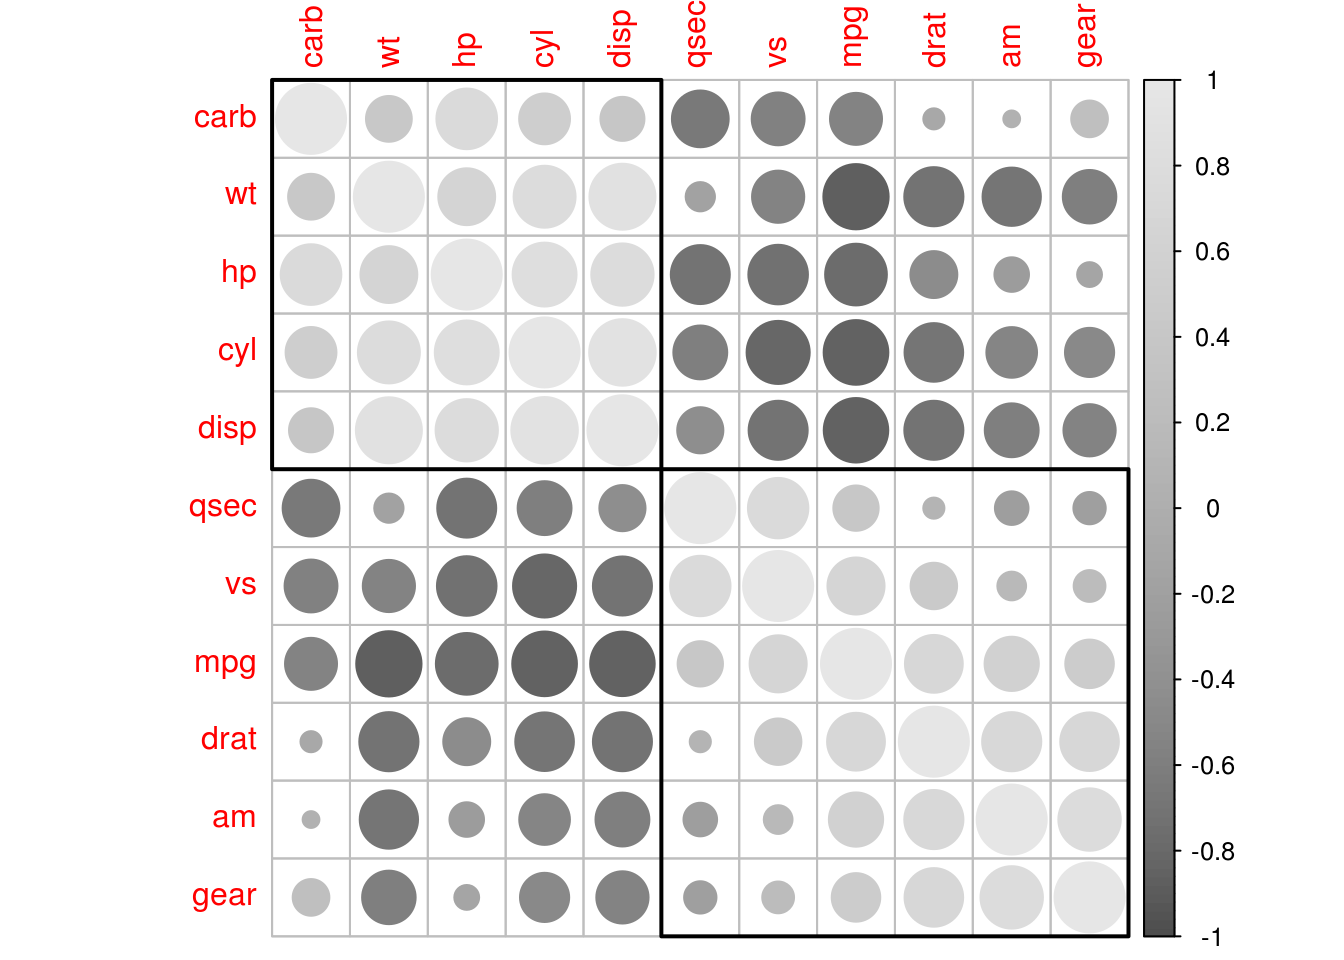 carb wt hp cyl disp qsec vs mpg drat am gear
carb
wt
hp
cyl
disp
qsec
vs
mpg
drat
am
gear
1
0.8
0.6
0.4
0.2
0
-0.2
-0.4
-0.6
-0.8
-1